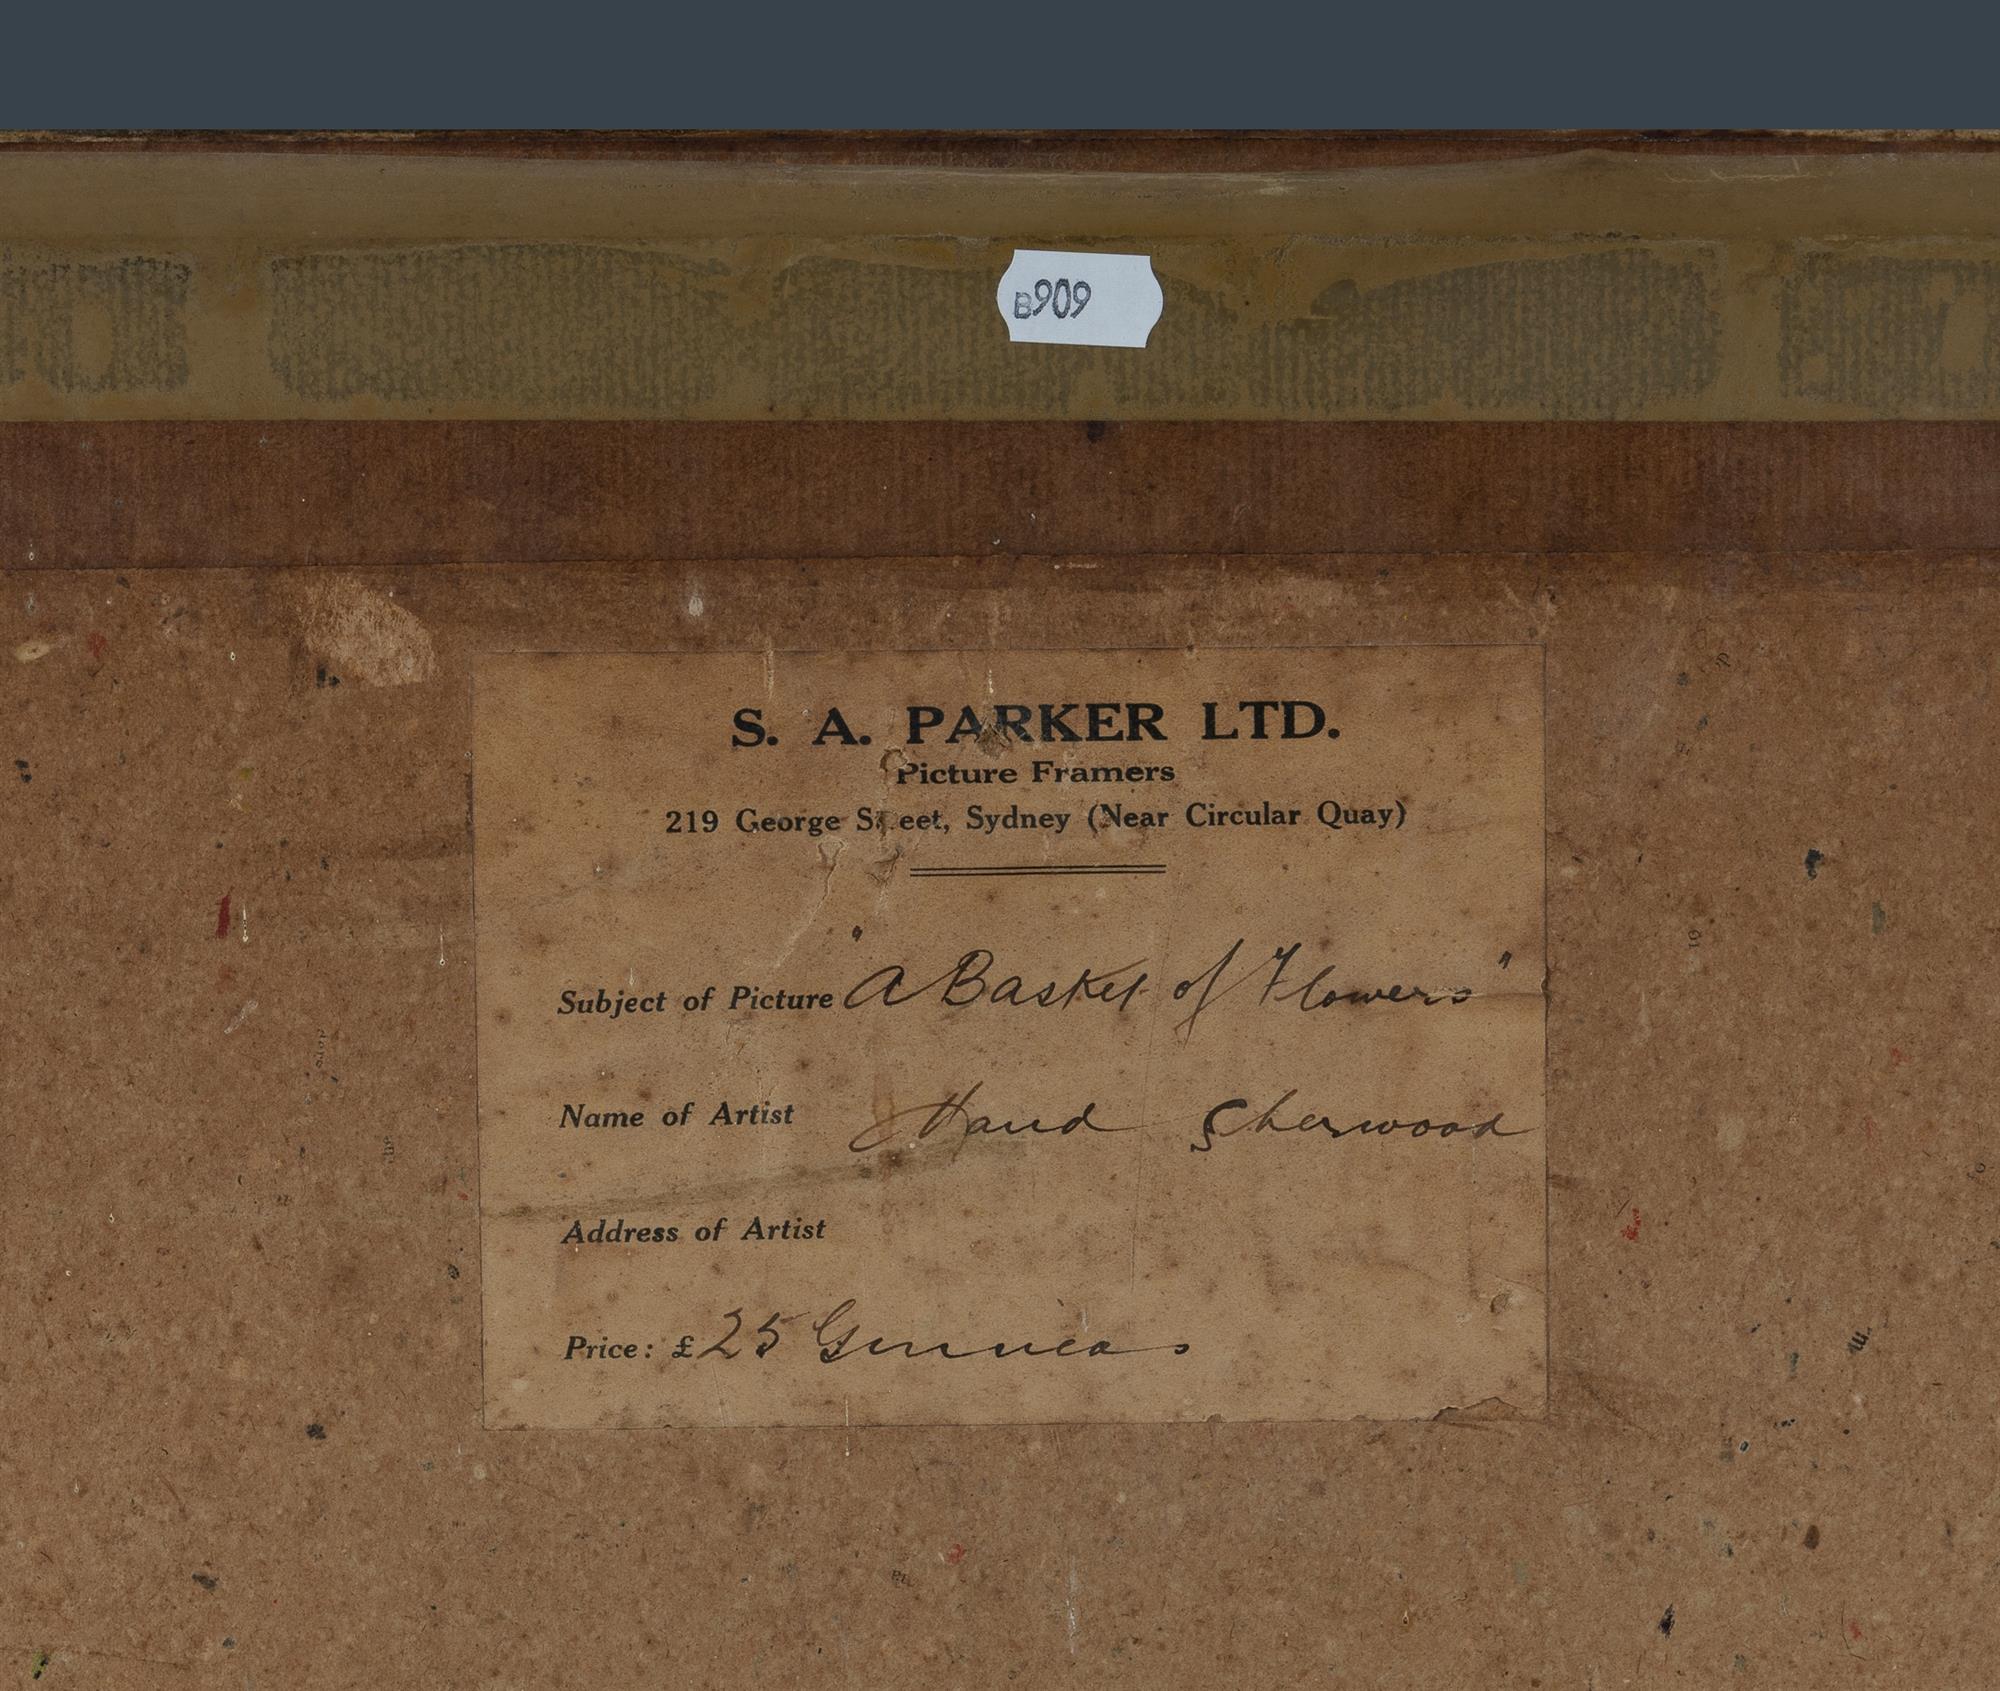 B909
S. A. PARKER LTD.
Picture Framers
219 George Street, Sydney (Near Circular Quay)
Subject of Picture "A Basket of Flowers"
Name of Artist Maud Sherwood
Address of Artist
Price: £25 Guineas